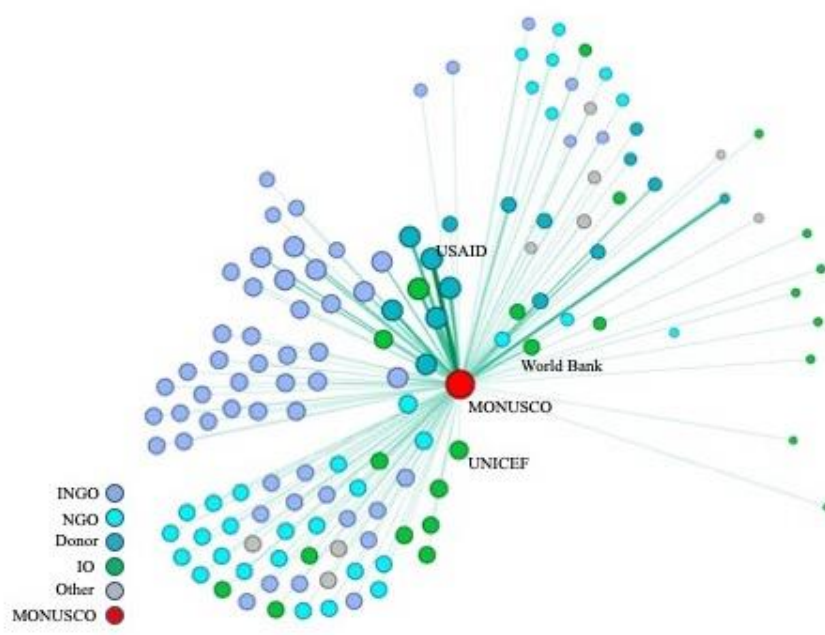 USAID
World Bank
MONUSCO
UNICEF
INGO
NGO
Donor
IO
Other
MONUSCO